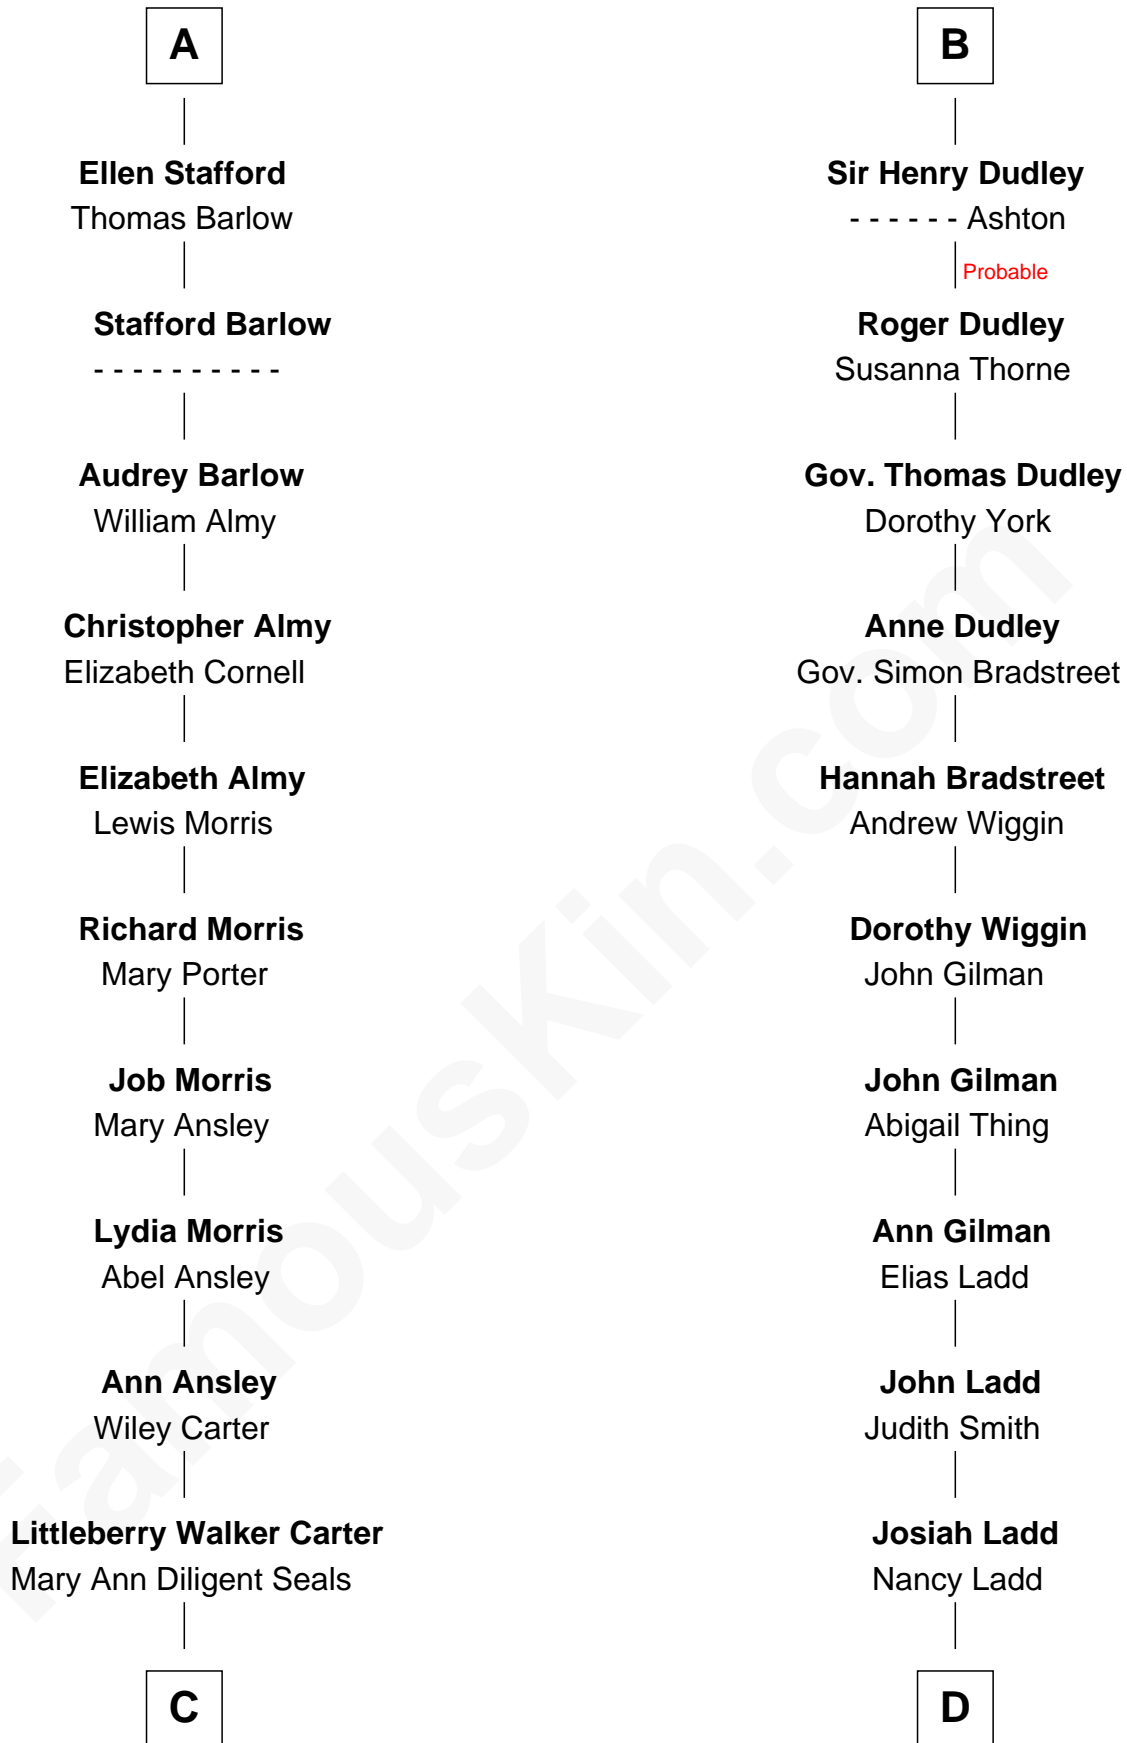 A
Ellen Stafford
Thomas Barlow
Stafford Barlow
- - - - - - - - - -
Audrey Barlow
William Almy
Christopher Almy
Elizabeth Cornell
Elizabeth Almy
Lewis Morris
Richard Morris
Mary Porter
Job Morris
Mary Ansley
Lydia Morris
Abel Ansley
Ann Ansley
Wiley Carter
Littleberry Walker Carter
Mary Ann Diligent Seals
C
B
Sir Henry Dudley
- - - - - - Ashton
Probable
Roger Dudley
Susanna Thorne
Gov. Thomas Dudley
Dorothy York
Anne Dudley
Gov. Simon Bradstreet
Hannah Bradstreet
Andrew Wiggin
Dorothy Wiggin
John Gilman
John Gilman
Abigail Thing
Ann Gilman
Elias Ladd
John Ladd
Judith Smith
Josiah Ladd
Nancy Ladd
D
FamousKin.com